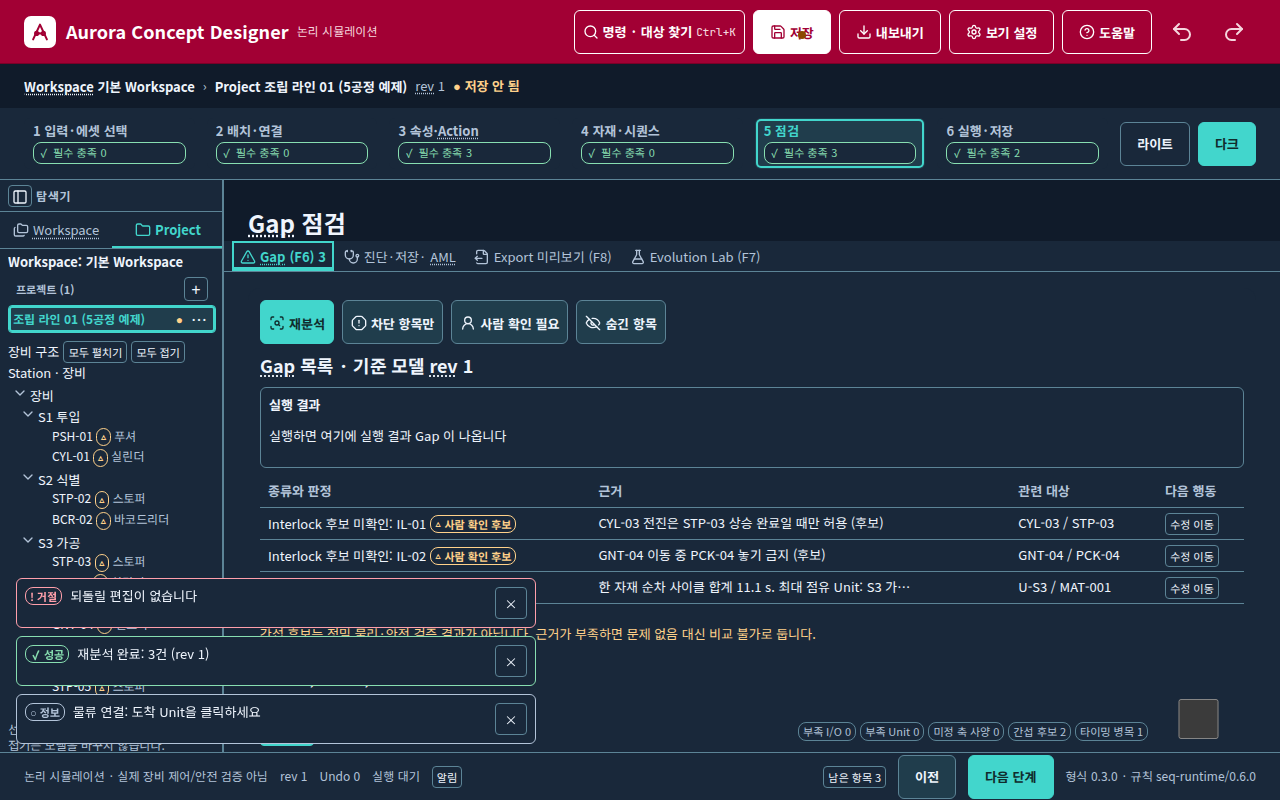 Aurora Concept Designer 논리 시뮬레이션
명령 · 대상 찾기 Ctrl+K
저장
내보내기
보기 설정
도움말
Workspace 기본 Workspace › Project 조립 라인 01 (5공정 예제) rev 1 ● 저장 안 됨
1 입력·에셋 선택
✓ 필수 충족 0
2 배치·연결
✓ 필수 충족 0
3 속성·Action
✓ 필수 충족 3
4 자재·시퀀스
✓ 필수 충족 0
5 점검
✓ 필수 충족 3
6 실행·저장
✓ 필수 충족 2
라이트
다크
탐색기
Workspace
Project
Workspace: 기본 Workspace
프로젝트 (1)
+
조립 라인 01 (5공정 예제) ● ···
장비 구조 모두 펼치기 모두 접기
Station · 장비
장비
S1 투입
PSH-01 푸셔
CYL-01 실린더
S2 식별
STP-02 스토퍼
BCR-02 바코드리더
S3 가공
STP-03 스토퍼
Gap 점검
Gap (F6) 3
진단·저장· AML
Export 미리보기 (F8)
Evolution Lab (F7)
재분석
차단 항목만
사람 확인 필요
숨긴 항목
Gap 목록 · 기준 모델 rev 1
실행 결과
실행하면 여기에 실행 결과 Gap 이 나옵니다
종류와 판정 근거 관련 대상 다음 행동
Interlock 후보 미확인: IL-01 사람 확인 후보 CYL-03 전진은 STP-03 상승 완료일 때만 허용 (후보) CYL-03 / STP-03 수정 이동
Interlock 후보 미확인: IL-02 사람 확인 후보 GNT-04 이동 중 PCK-04 놓기 금지 (후보) GNT-04 / PCK-04 수정 이동
한 자재 순차 사이클 합계 11.1 s. 최대 점유 Unit: S3 가··· U-S3 / MAT-001 수정 이동
근거가 부족하면 문제 없음 대신 비교 불가로 둡니다.
! 거절 되돌릴 편집이 없습니다
✓ 성공 재분석 완료: 3건 (rev 1)
○ 정보 물류 연결: 도착 Unit을 클릭하세요
부족 I/O 0
부족 Unit 0
미정 축 사양 0
간섭 후보 2
타이밍 병목 1
논리 시뮬레이션 · 실제 장비 제어/안전 검증 아님 rev 1 Undo 0 실행 대기 알림
남은 항목 3
이전
다음 단계
형식 0.3.0 · 규칙 seq-runtime/0.6.0